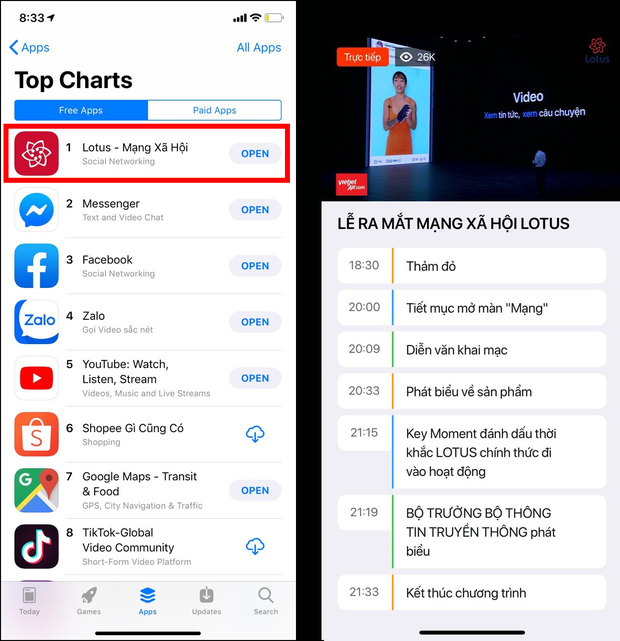 8:33
Apps
All Apps
Top Charts
Free Apps
Paid Apps
1 Lotus - Mạng Xã Hội
Social Networking
OPEN
2 Messenger
Text and Video Chat
OPEN
3 Facebook
Social Networking
OPEN
Zalo
4 Zalo
Gọi Video sắc nét
OPEN
5 YouTube: Watch,
Listen, Stream
Videos, Music and Live Streams
OPEN
6 Shopee Gì Cũng Có
Shopping
7 Google Maps - Transit
& Food
GPS, City Navigation & Traffic
OPEN
8 TikTok-Global
Video Community
Short-Form Video Platform
Today
Games
Apps
Updates
Search
Trực tiếp
26K
Lotus
Video
Xem tin tức, xem câu chuyện
LỄ RA MẮT MẠNG XÃ HỘI LOTUS
18:30 Thảm đỏ
20:00 Tiết mục mở màn "Mạng"
20:09 Diễn văn khai mạc
20:33 Phát biểu về sản phẩm
21:15 Key Moment đánh dấu thời
khắc LOTUS chính thức đi
vào hoạt động
21:19 BỘ TRƯỞNG BỘ THÔNG
TIN TRUYỀN THÔNG phát
biểu
21:33 Kết thúc chương trình